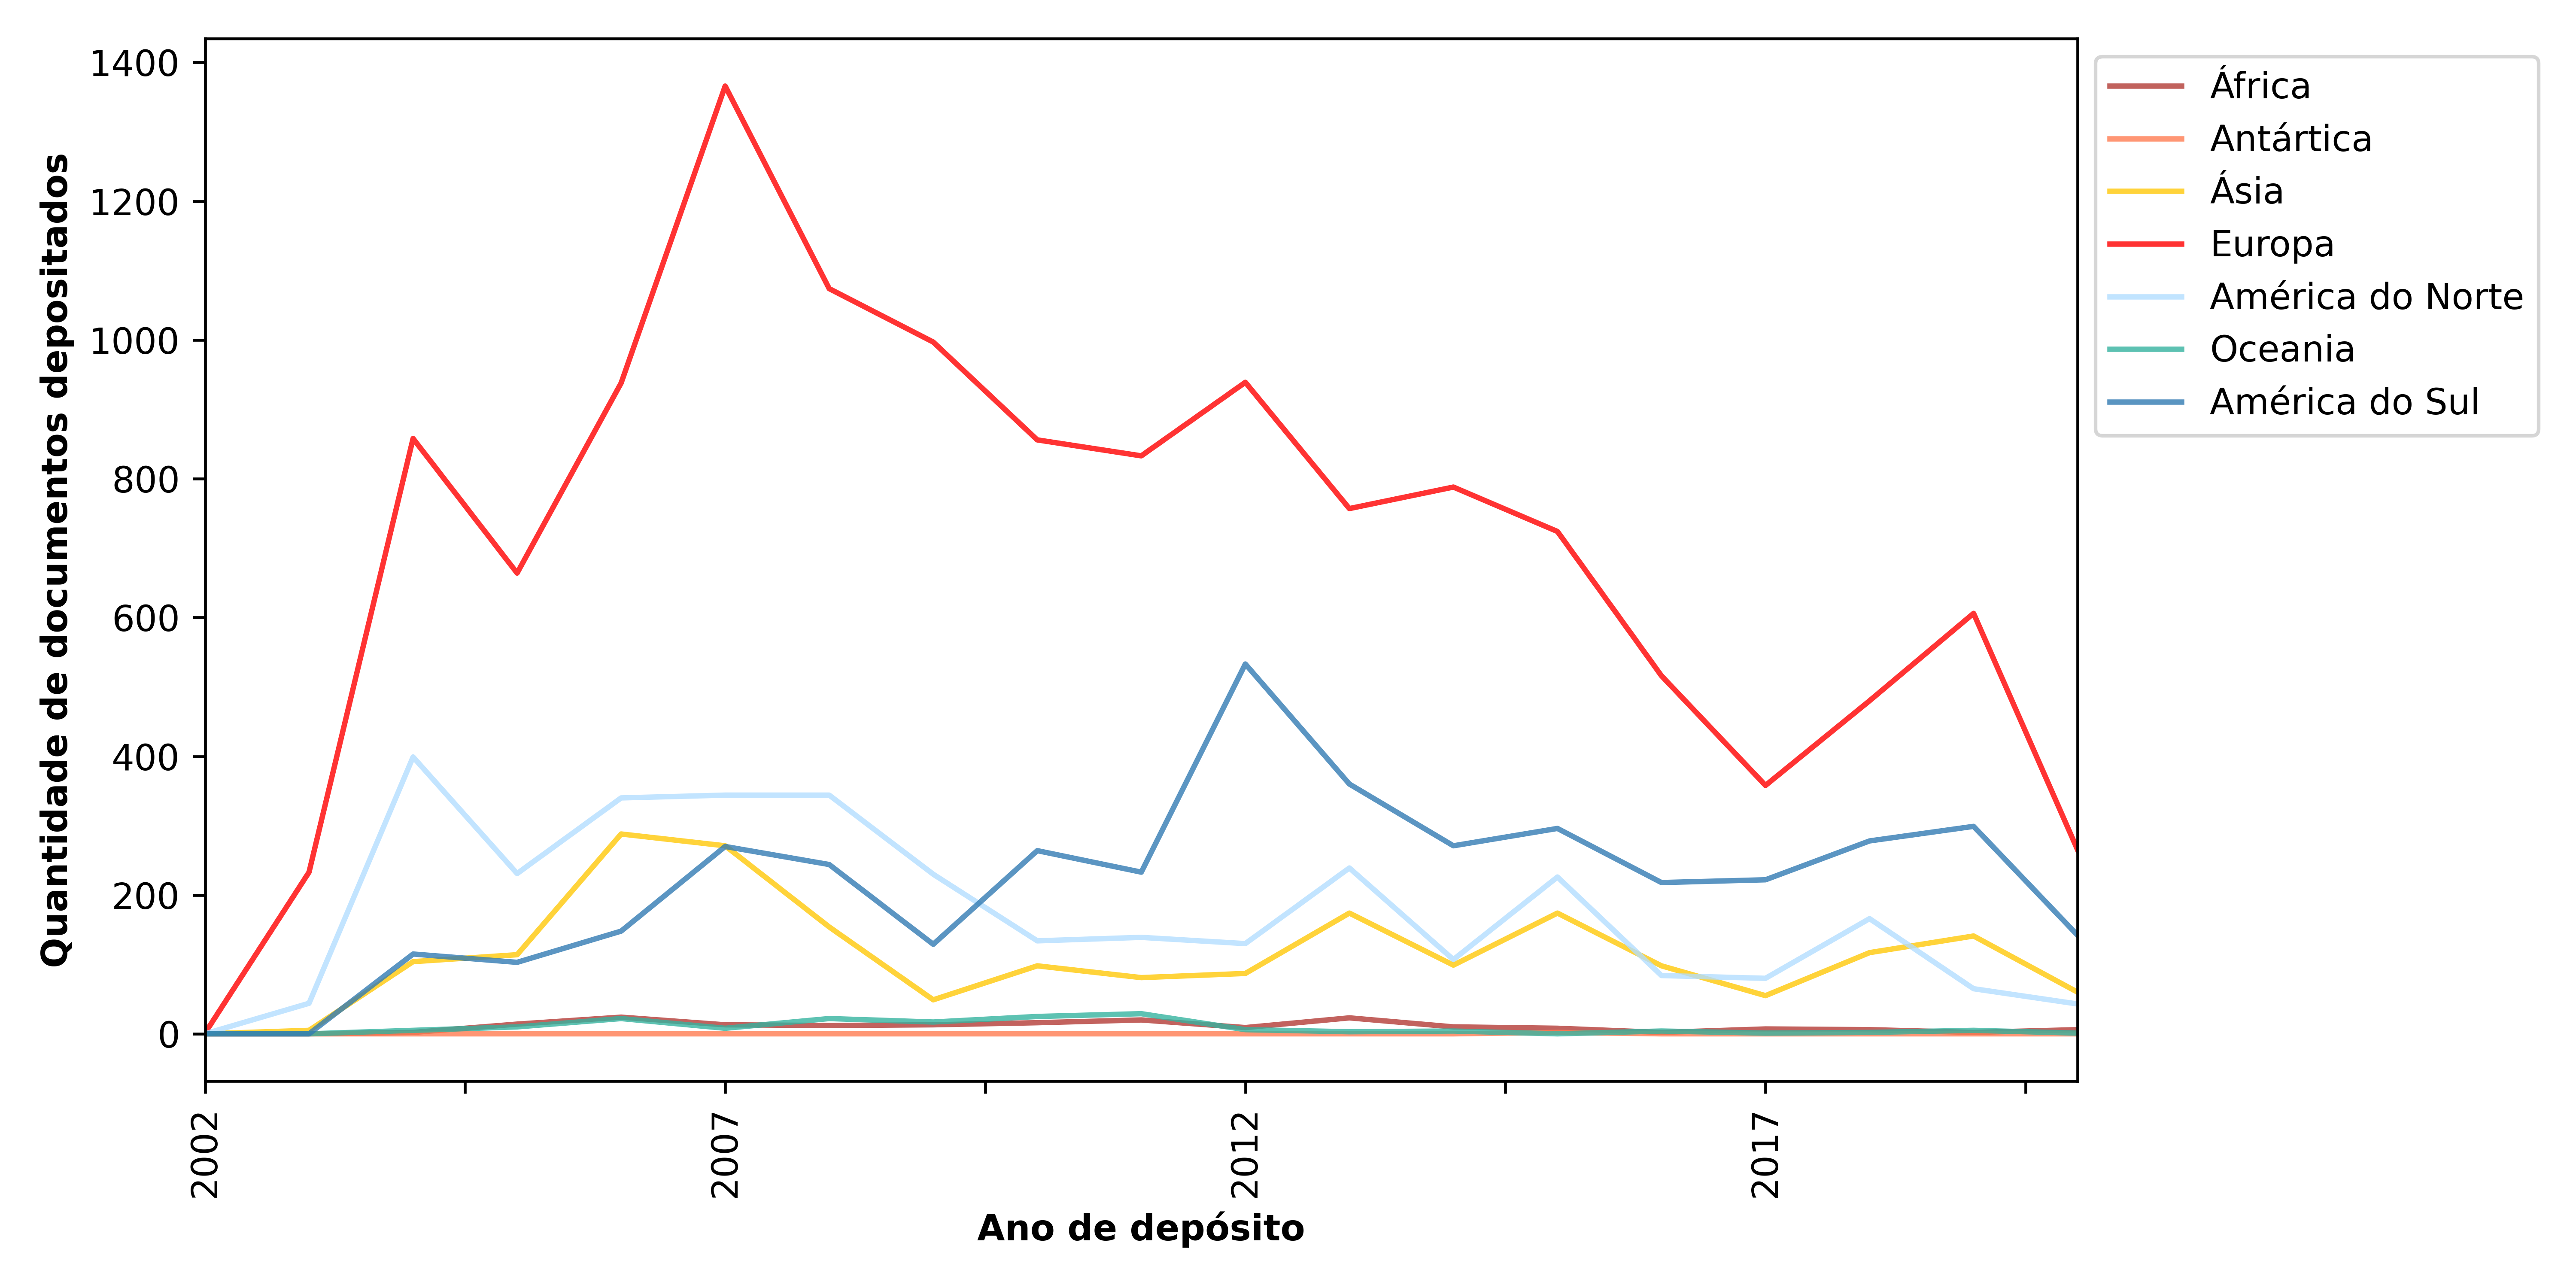 1400
1200
1000
800
600
400
200
0
Quantidade de documentos depositados
2002
2007
2012
2017
Ano de depósito
África
Antártica
Ásia
Europa
América do Norte
Oceania
América do Sul